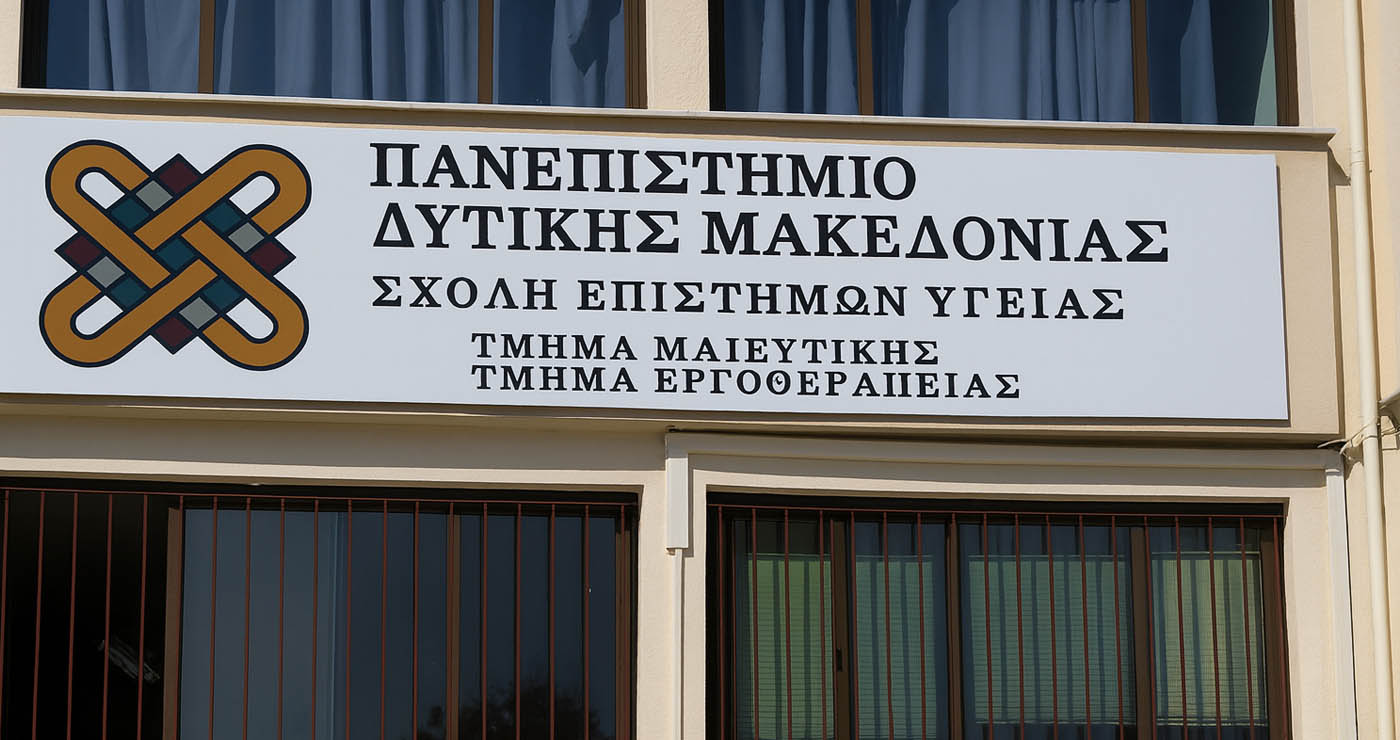 ΠΑΝΕΠΙΣΤΗΜΙΟ
ΔΥΤΙΚΗΣ ΜΑΚΕΔΟΝΙΑΣ
ΣΧΟΛΗ ΕΠΙΣΤΗΜΩΝ ΥΓΕΙΑΣ
ΤΜΗΜΑ ΜΑΙΕΥΤΙΚΗΣ
ΤΜΗΜΑ ΕΡΓΟΘΕΡΑΠΕΙΑΣ